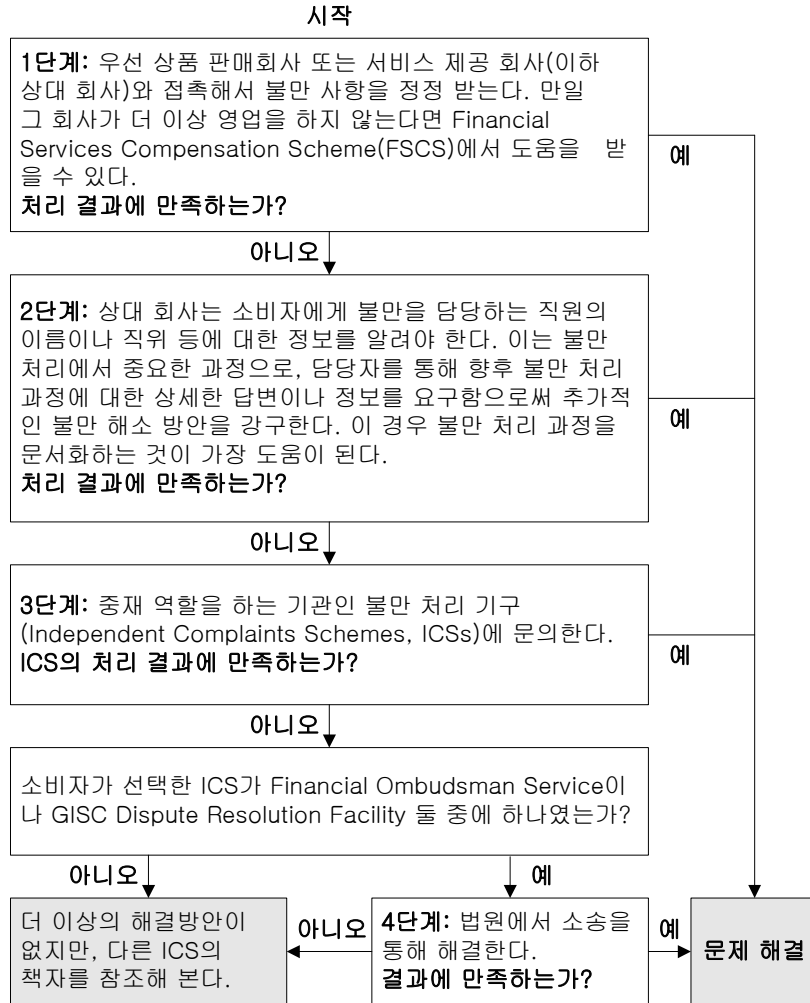 시작
1단계: 우선 상품 판매회사 또는 서비스 제공 회사(이하
상대 회사)와 접촉해서 불만 사항을 정정 받는다. 만일
그 회사가 더 이상 영업을 하지 않는다면 Financial
Services Compensation Scheme(FSCS)에서 도움을 받
을 수 있다.
처리 결과에 만족하는가?
예
아니오
2단계: 상대 회사는 소비자에게 불만을 담당하는 직원의
이름이나 직위 등에 대한 정보를 알려야 한다. 이는 불만
처리에서 중요한 과정으로, 담당자를 통해 향후 불만 처리
과정에 대한 상세한 답변이나 정보를 요구함으로써 추가적
인 불만 해소 방안을 강구한다. 이 경우 불만 처리 과정을
문서화하는 것이 가장 도움이 된다.
처리 결과에 만족하는가?
예
아니오
3단계: 중재 역할을 하는 기관인 불만 처리 기구
(Independent Complaints Schemes, ICSs)에 문의한다.
ICS의 처리 결과에 만족하는가?
예
아니오
소비자가 선택한 ICS가 Financial Ombudsman Service이
나 GISC Dispute Resolution Facility 둘 중에 하나였는가?
아니오
예
더 이상의 해결방안이
없지만, 다른 ICS의
책자를 참조해 본다.
아니오
4단계: 법원에서 소송을
통해 해결한다.
결과에 만족하는가?
예
문제 해결